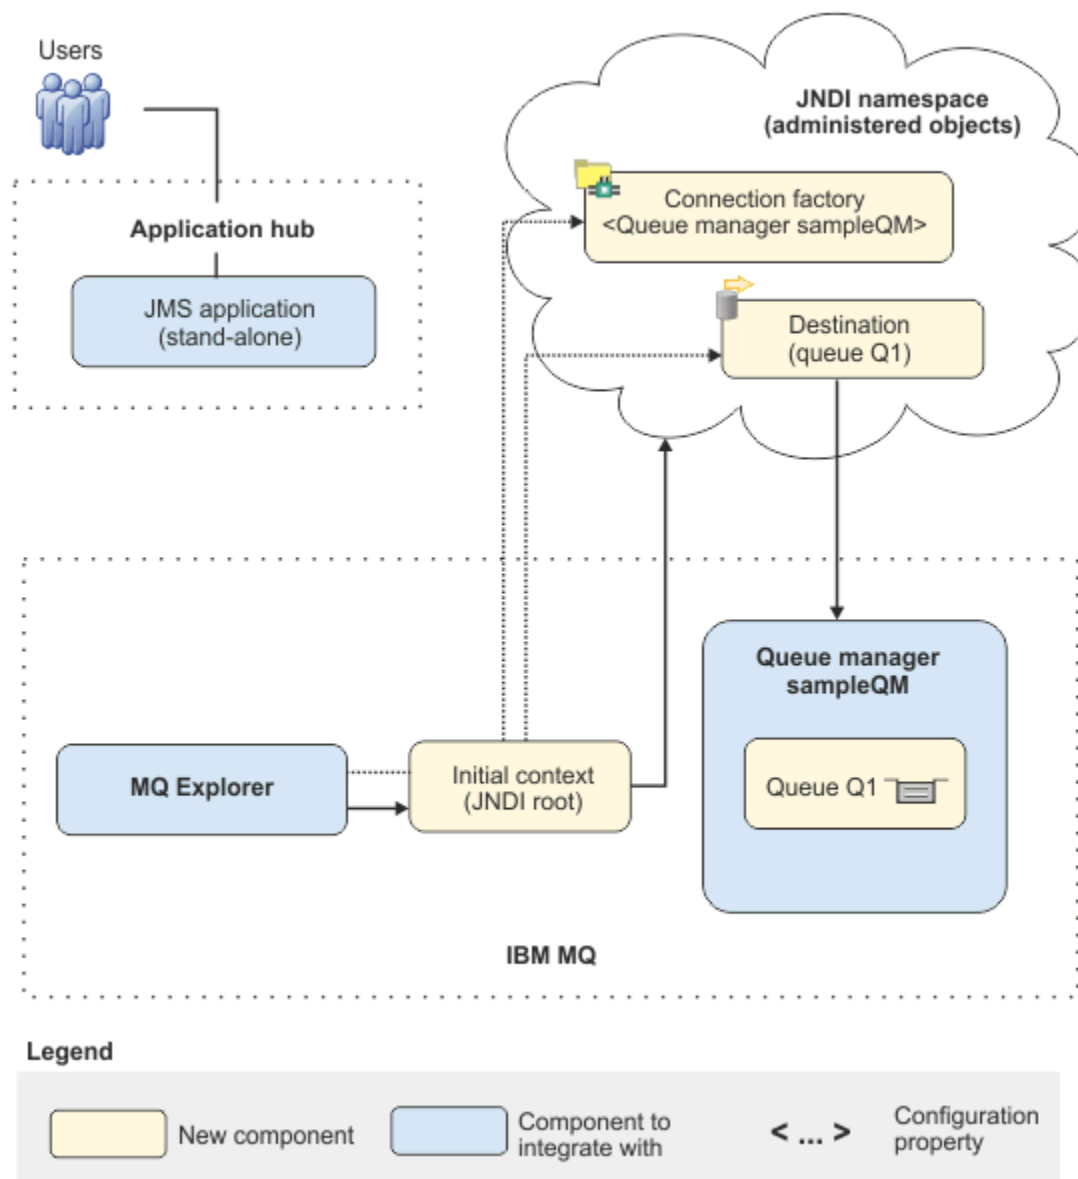 Users
JNDI namespace
(administered objects)
Connection factory
<Queue manager sampleQM>
Application hub
JMS application
(stand-alone)
Destination
(queue Q1)
Queue manager
sampleQM
MQ Explorer
Initial context
(JNDI root)
Queue Q1
IBM MQ
Legend
New component
Component to
integrate with
< ... >
Configuration
property